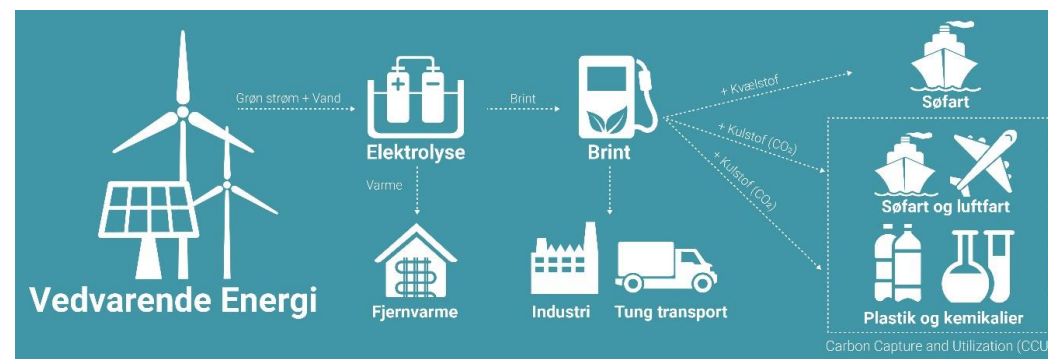 Vedvarende Energi
Grøn strøm + Vand
+ -
Elektrolyse
Varme
Fjernvarme
Brint
Brint
Industri
Tung transport
+ Kvælstof
+ Kulstof (CO₂)
+ Kulstof (CO₂)
Søfart
Søfart og luftfart
Plastik og kemikalier
Carbon Capture and Utilization (CCU